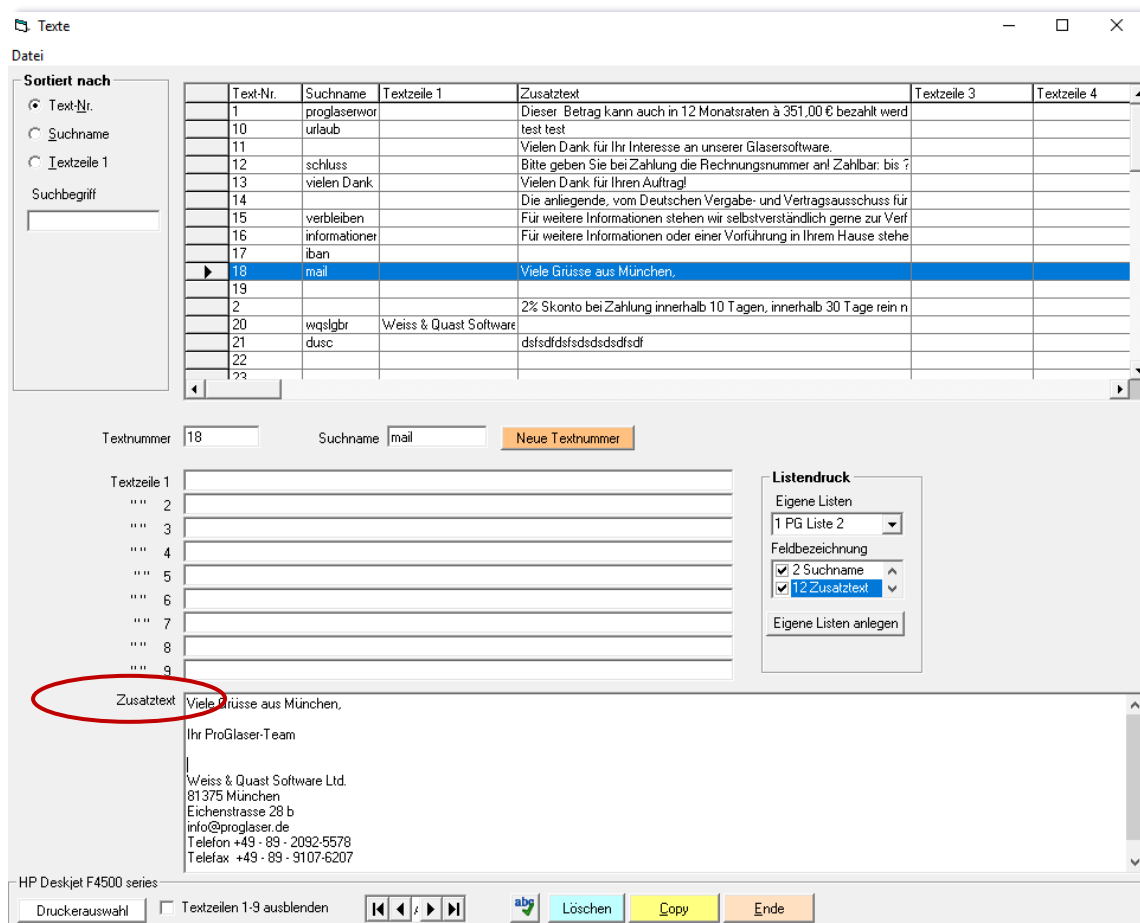 Texte
Datei
Sortiert nach
Text-Nr.
Suchname
Textzeile 1
Suchbegriff
Text-Nr. Suchname Textzeile 1 Zusatztext Textzeile 3 Textzeile 4
1 proglaserwor Dieser Betrag kann auch in 12 Monatsraten à 351,00 € bezahlt werd
10 urlaub test test
11 Vielen Dank für Ihr Interesse an unserer Glasersoftware.
12 schluss Bitte geben Sie bei Zahlung die Rechnungsnummer an! Zahlbar: bis ?
13 vielen Dank Vielen Dank für Ihren Auftrag!
14 Die anliegende, vom Deutschen Vergabe- und Vertragsausschuss für
15 verbleiben Für weitere Informationen stehen wir selbstverständlich gerne zur Verf
16 informationer Für weitere Informationen oder einer Vorführung in Ihrem Hause stehe
17 iban
18 mail Viele Grüsse aus München,
19
2 2% Skonto bei Zahlung innerhalb 10 Tagen, innerhalb 30 Tage rein n
20 wqslgbr Weiss & Quast Software
21 dusc dsfsdfdsfsdsdsdsdfsdf
22
23
Textnummer 18 Suchname mail Neue Textnummer
Textzeile 1
"" 2
"" 3
"" 4
"" 5
"" 6
"" 7
"" 8
"" 9
Listendruck
Eigene Listen
1 PG Liste 2
Feldbezeichnung
2 Suchname
12 Zusatztext
Eigene Listen anlegen
Zusatztext
Viele Grüsse aus München,
Ihr ProGlaser-Team
Weiss & Quast Software Ltd.
81375 München
Eichenstrasse 28 b
info@proglaser.de
Telefon +49 - 89 - 2092-5578
Telefax +49 - 89 - 9107-6207
HP Deskjet F4500 series
Druckerauswahl Textzeilen 1-9 ausblenden abc Löschen Copy Ende